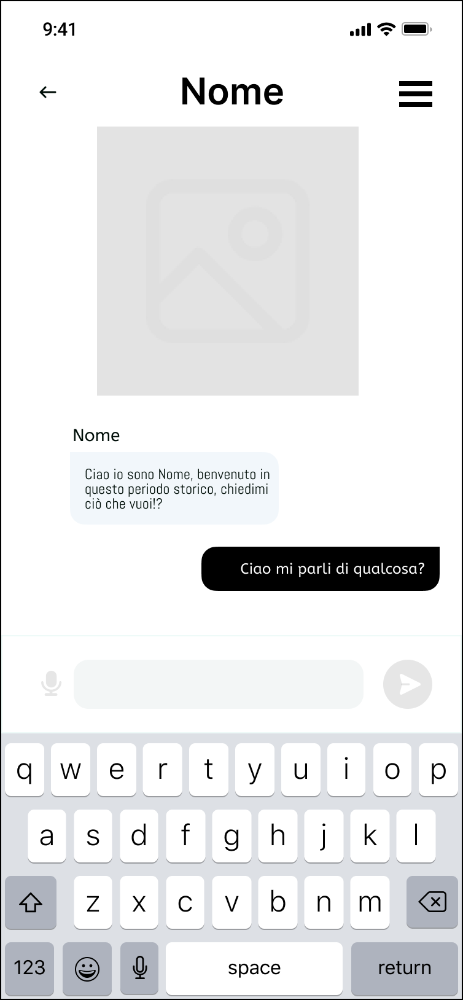 9:41
Nome
Nome
Ciao io sono Nome, benvenuto in
questo periodo storico, chiedimi
ciò che vuoi!?
Ciao mi parli di qualcosa?
q w e r t y u i o p
a s d f g h j k l
z x c v b n m
123 space return